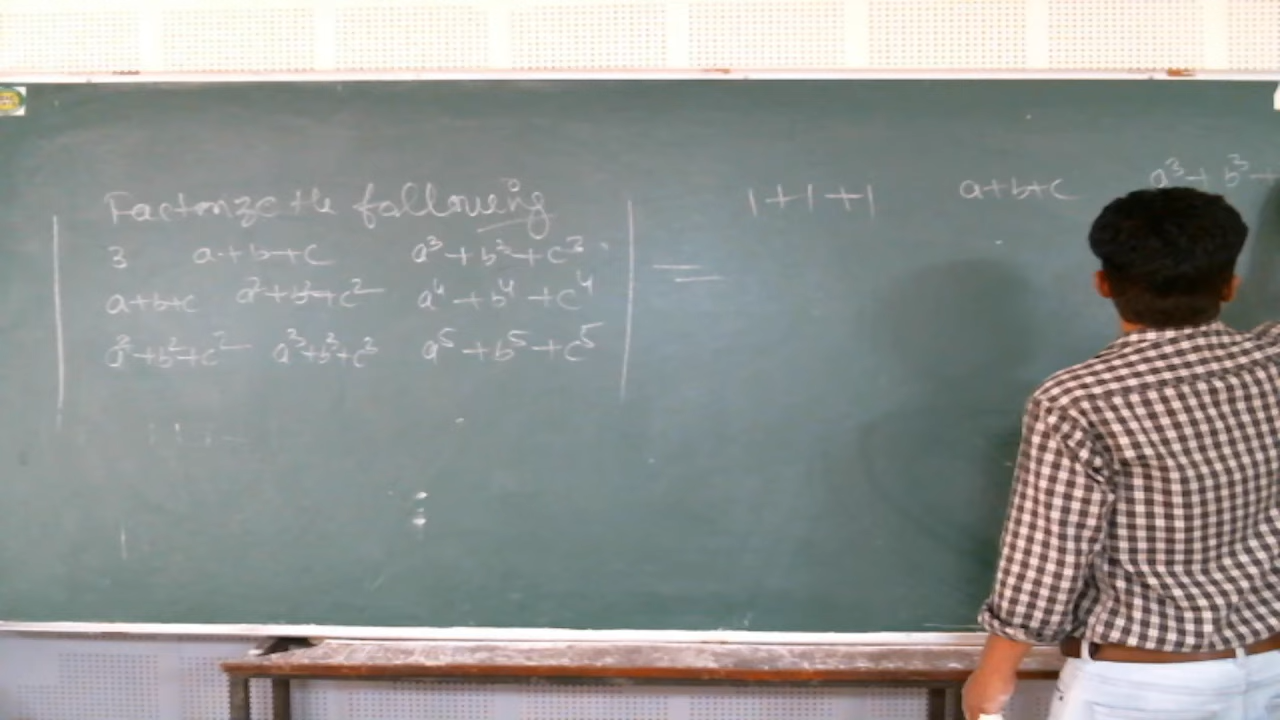 Factorize the following
3 a+b+c a³+b³+c³
a+b+c a²+b²+c² a⁴+b⁴+c⁴
a²+b²+c² a³+b³+c³ a⁵+b⁵+c⁵
=
1+1+1 a+b+c a³+b³+